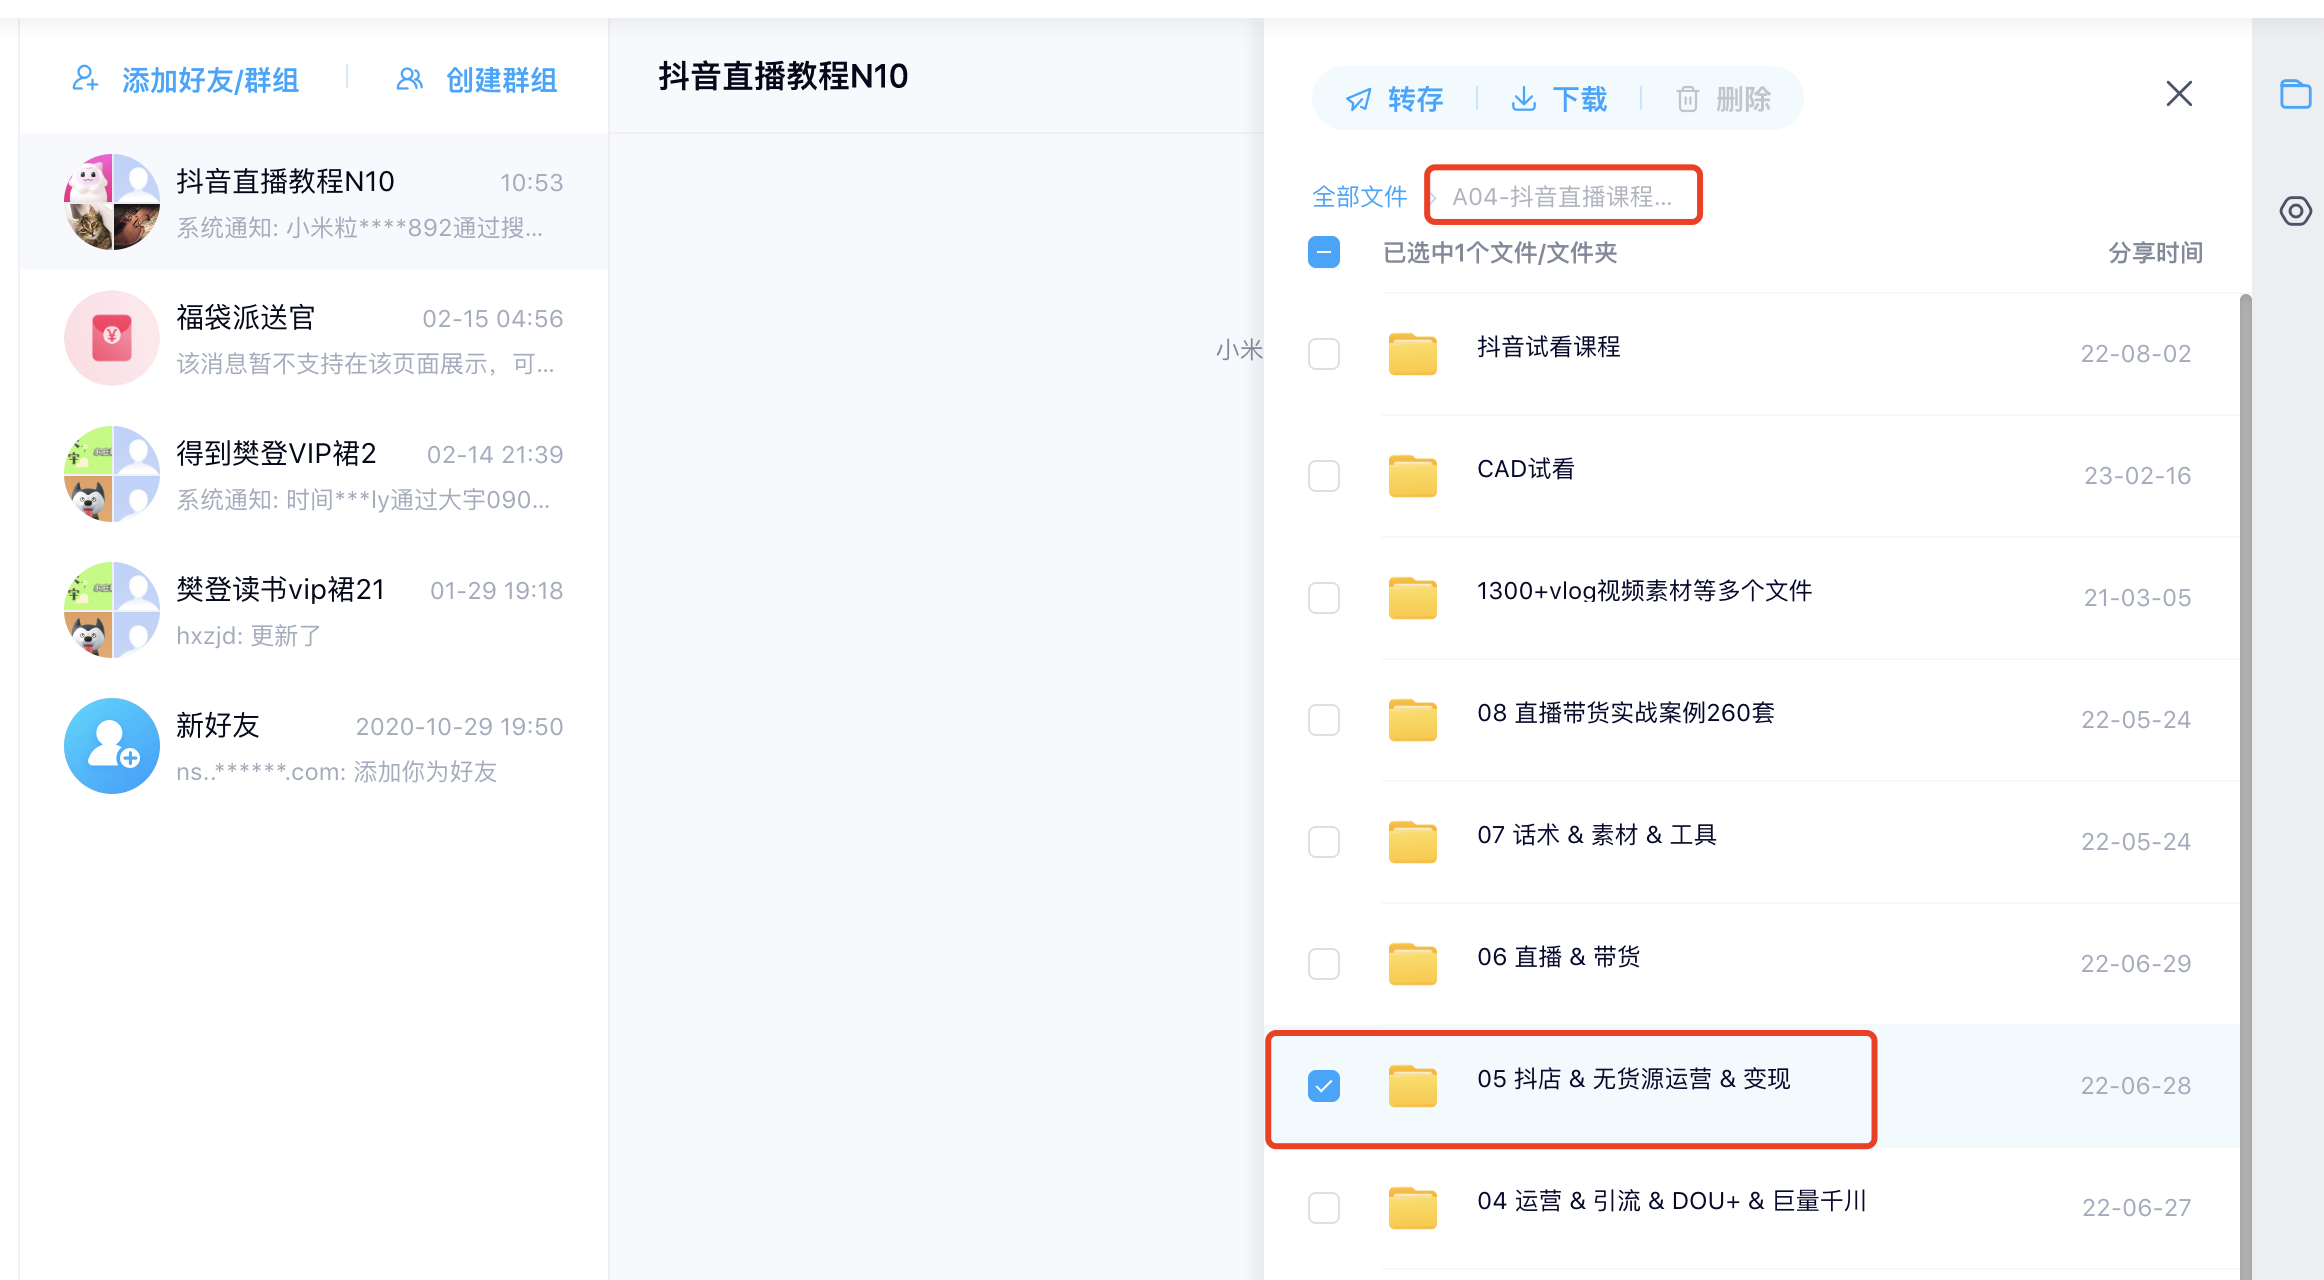 添加好友/群组
创建群组
抖音直播教程N10
10:53
系统通知: 小米粒****892通过搜...
福袋派送官
02-15 04:56
该消息暂不支持在该页面展示，可...
得到樊登VIP裙2
02-14 21:39
系统通知: 时间***ly通过大宇090...
樊登读书vip裙21
01-29 19:18
hxzjd: 更新了
新好友
2020-10-29 19:50
ns..******.com: 添加你为好友
抖音直播教程N10
小米
转存
下载
删除
全部文件
A04-抖音直播课程...
已选中1个文件/文件夹
分享时间
抖音试看课程
22-08-02
CAD试看
23-02-16
1300+vlog视频素材等多个文件
21-03-05
08 直播带货实战案例260套
22-05-24
07 话术 & 素材 & 工具
22-05-24
06 直播 & 带货
22-06-29
05 抖店 & 无货源运营 & 变现
22-06-28
04 运营 & 引流 & DOU+ & 巨量千川
22-06-27